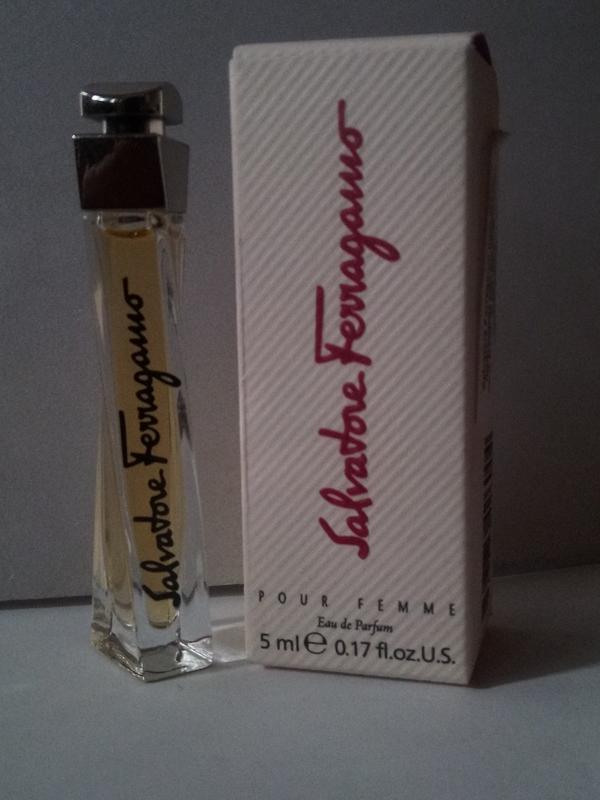 Salvatore Ferragamo
Salvatore Ferragamo
POUR FEMME
Eau de Parfum
5 ml ℮ 0.17 fl.oz.U.S.